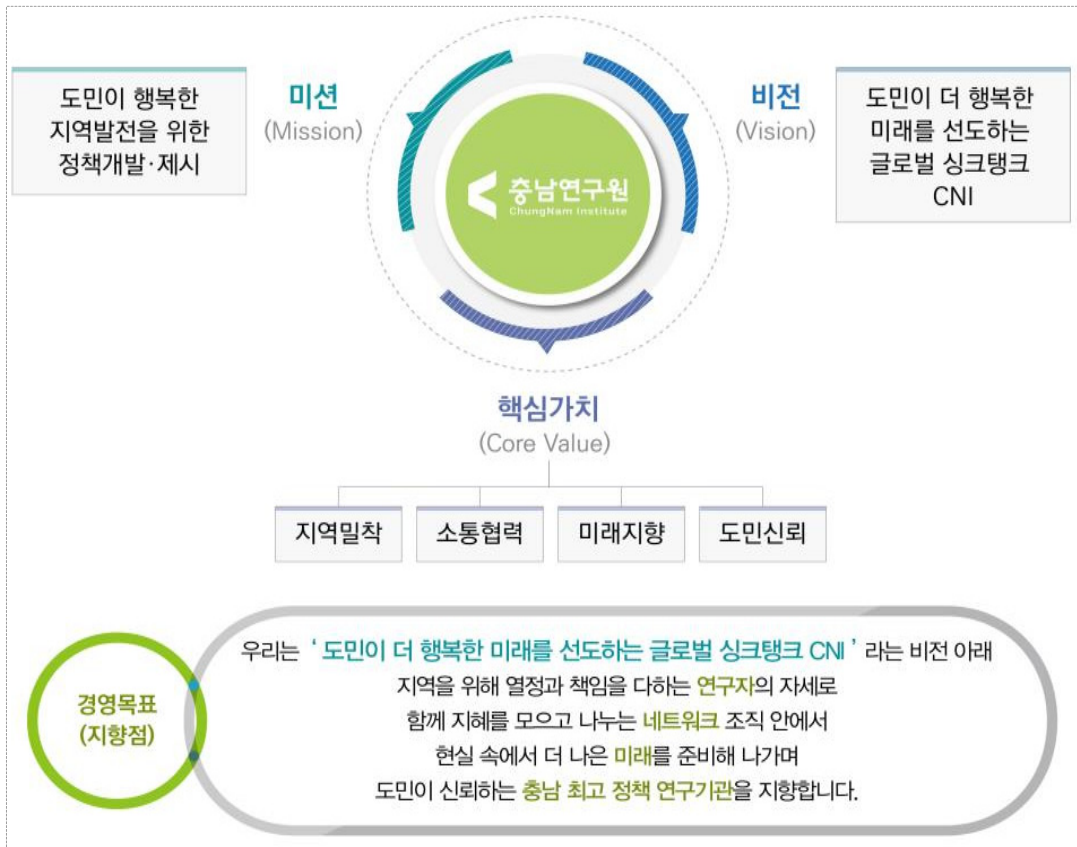 도민이 행복한
지역발전을 위한
정책개발·제시
미션
(Mission)
비전
(Vision)
도민이 더 행복한
미래를 선도하는
글로벌 싱크탱크
CNI
충남연구원
ChungNam Institute
핵심가치
(Core Value)
지역밀착
소통협력
미래지향
도민신뢰
경영목표
(지향점)
우리는 ‘ 도민이 더 행복한 미래를 선도하는 글로벌 싱크탱크 CNI ’ 라는 비전 아래
지역을 위해 열정과 책임을 다하는 연구자의 자세로
함께 지혜를 모으고 나누는 네트워크 조직 안에서
현실 속에서 더 나은 미래를 준비해 나가며
도민이 신뢰하는 충남 최고 정책 연구기관을 지향합니다.